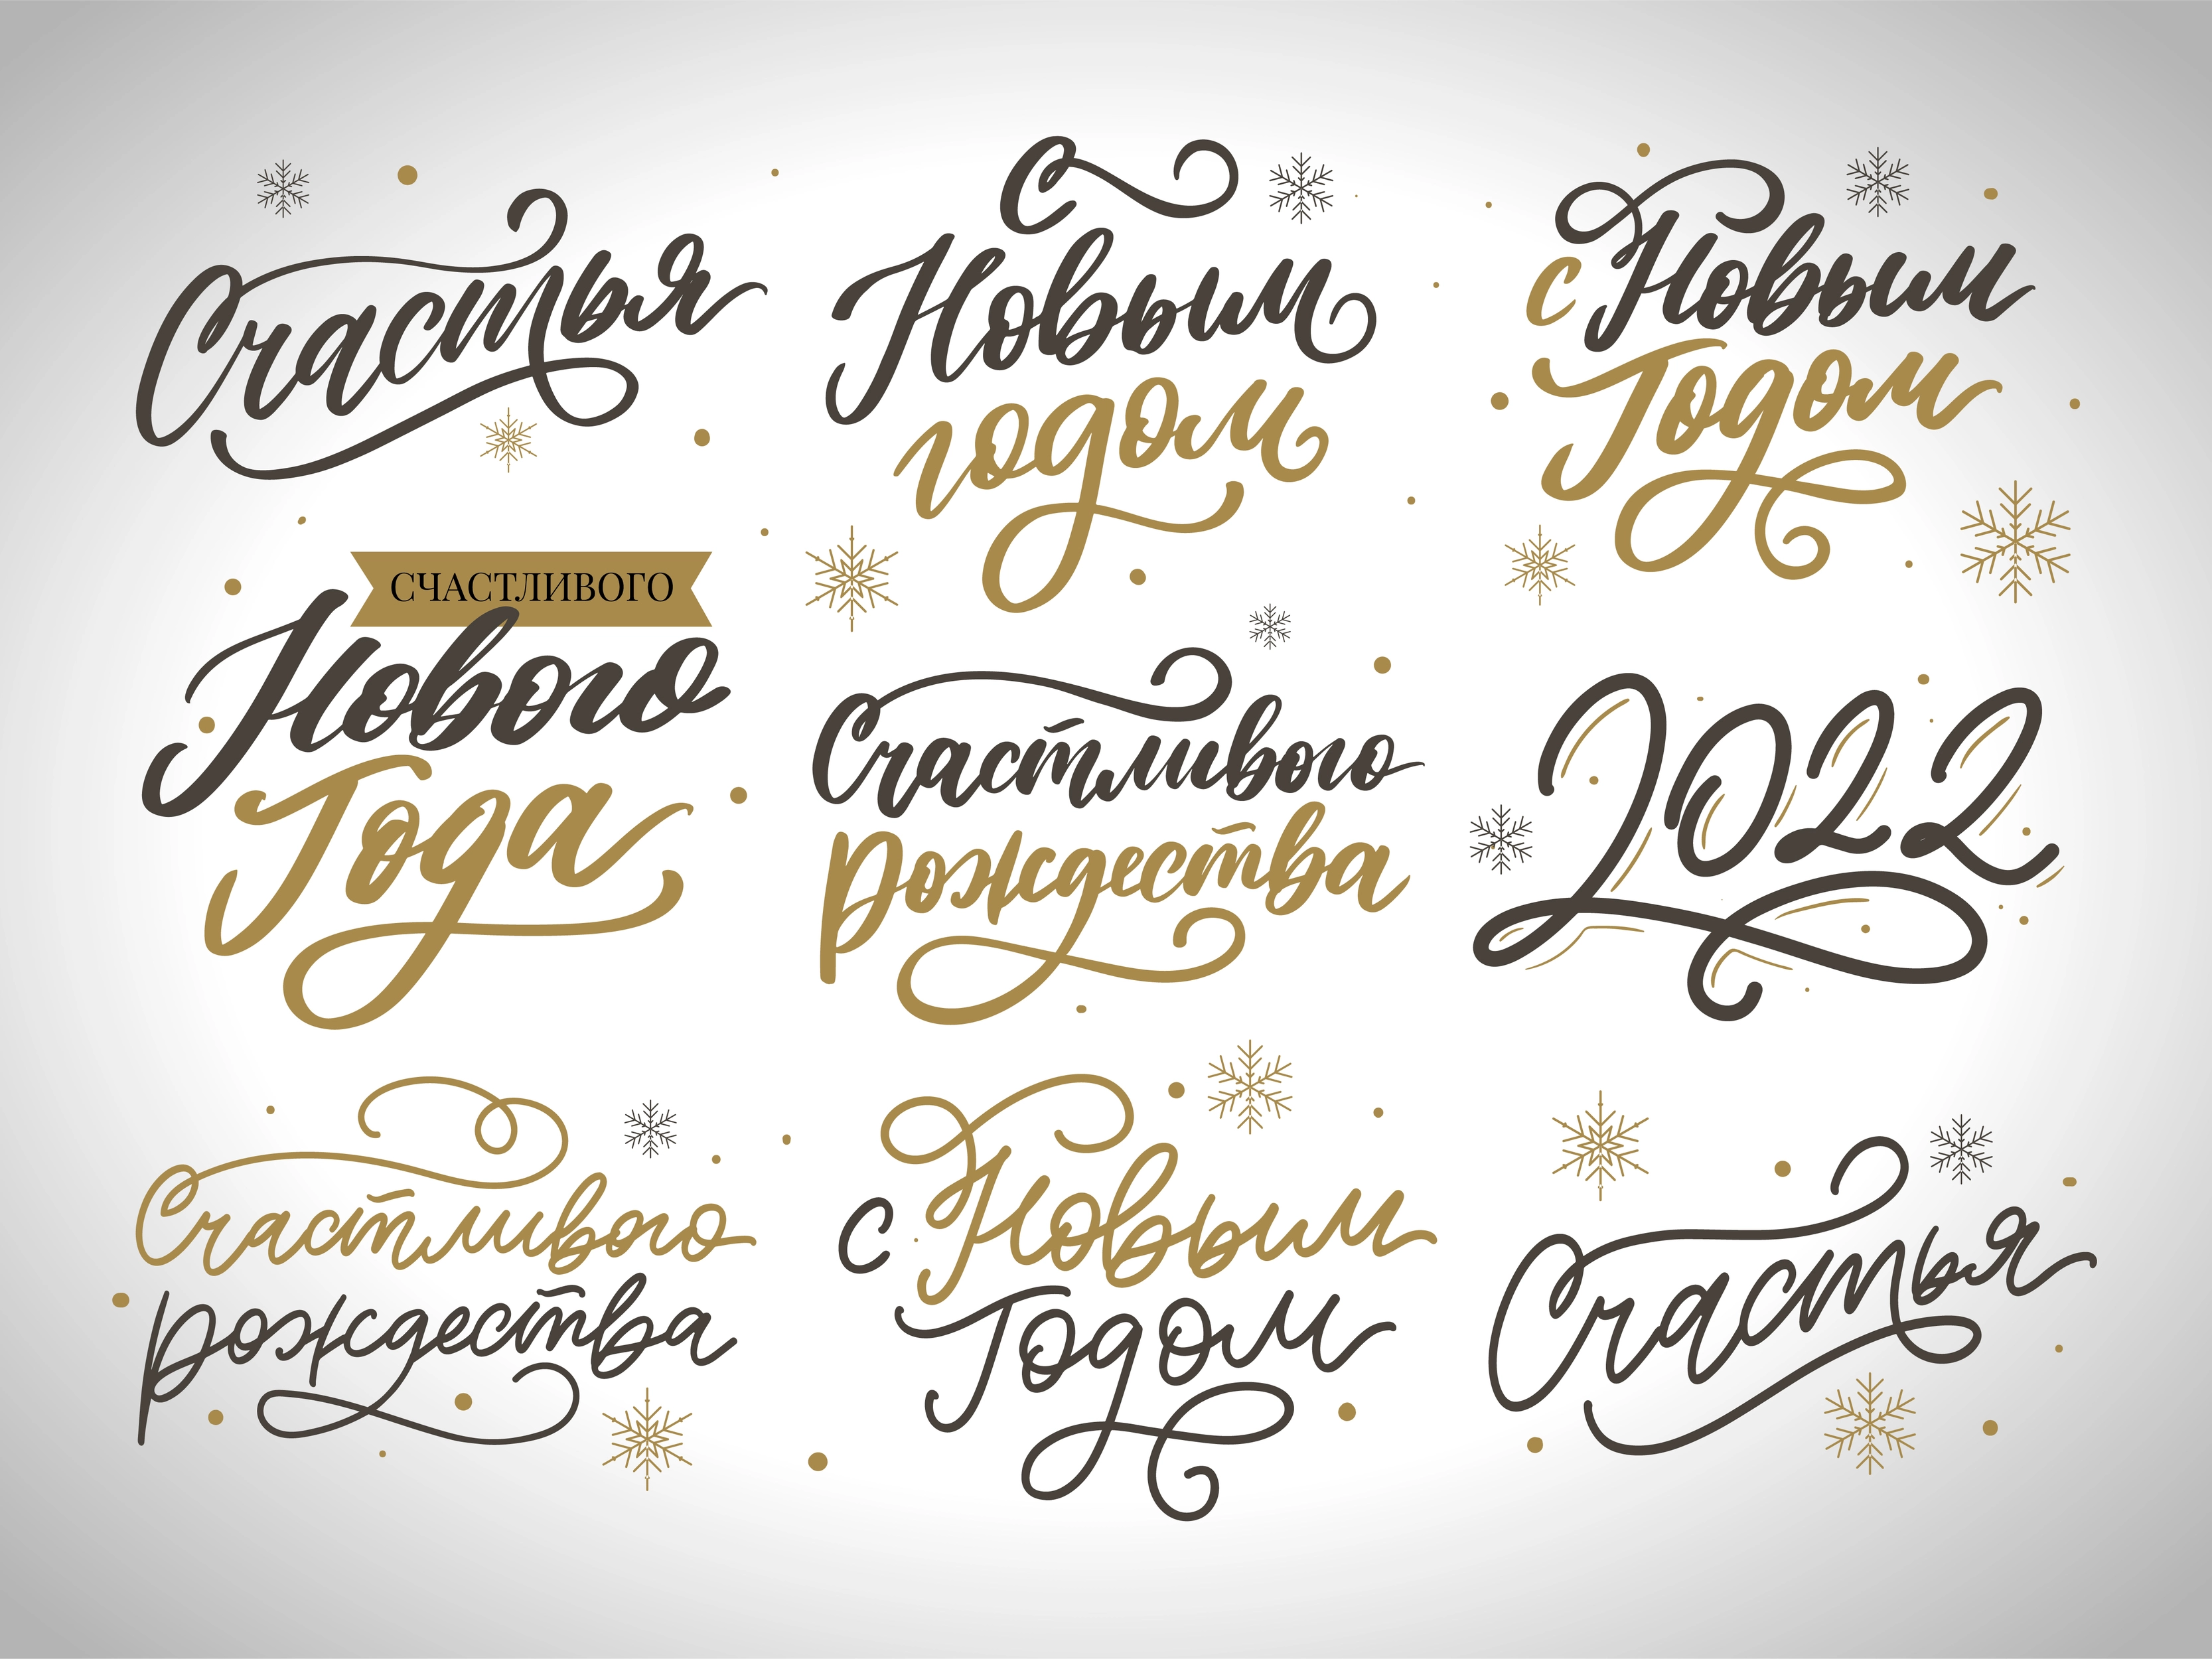 Счастья
С
Новым
годом
с Новым
Годом
СЧАСТЛИВОГО
Нового
Года
Счастливого
рождества
2022
Счастливого
рождества
с Новым
Годом
Счастья